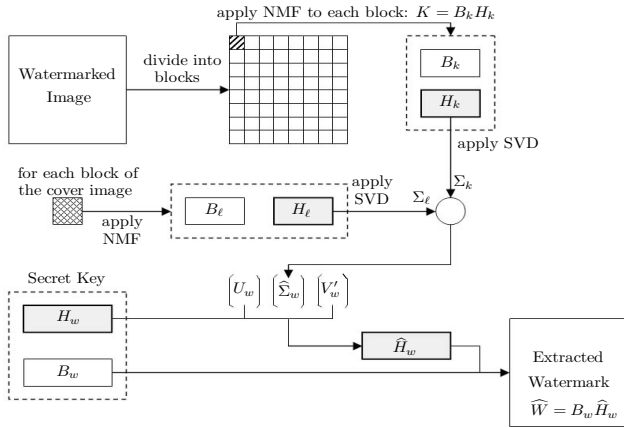 apply NMF to each block: K = B_k H_k
Watermarked
Image
divide into
blocks
B_k
H_k
apply SVD
for each block of
the cover image
apply
NMF
B_ℓ
H_ℓ
apply
SVD
Σ_ℓ
Σ_k
Secret Key
[U_w] [Σ̂_w] [V′_w]
H_w
Ĥ_w
B_w
Extracted
Watermark
Ŵ = B_w Ĥ_w